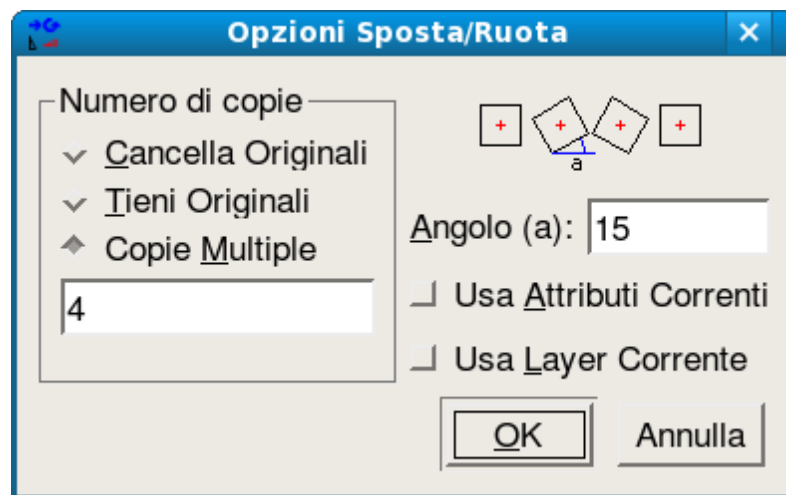 Opzioni Sposta/Ruota
Numero di copie
Cancella Originali
Tieni Originali
Copie Multiple
4
a
Angolo (a): 15
Usa Attributi Correnti
Usa Layer Corrente
OK Annulla